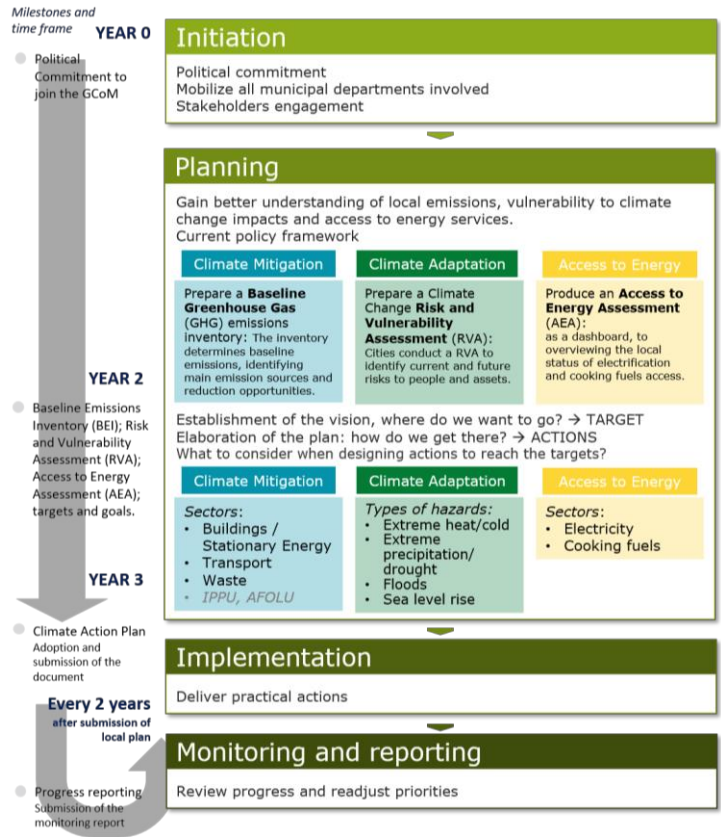 Milestones and
time frame
YEAR 0
Political
Commitment to
join the GCoM
YEAR 2
Baseline Emissions
Inventory (BEI); Risk
and Vulnerability
Assessment (RVA);
Access to Energy
Assessment (AEA);
targets and goals.
YEAR 3
Climate Action Plan
Adoption and
submission of the
document
Every 2 years
after submission of
local plan
Progress reporting
Submission of the
monitoring report
Initiation
Political commitment
Mobilize all municipal departments involved
Stakeholders engagement
Planning
Gain better understanding of local emissions, vulnerability to climate
change impacts and access to energy services.
Current policy framework
Climate Mitigation
Prepare a Baseline
Greenhouse Gas
(GHG) emissions
inventory: The inventory
determines baseline
emissions, identifying
main emission sources and
reduction opportunities.
Climate Adaptation
Prepare a Climate
Change Risk and
Vulnerability
Assessment (RVA):
Cities conduct a RVA to
identify current and future
risks to people and assets.
Access to Energy
Produce an Access to
Energy Assessment
(AEA):
as a dashboard, to
overviewing the local
status of electrification
and cooking fuels access.
Establishment of the vision, where do we want to go? → TARGET
Elaboration of the plan: how do we get there? → ACTIONS
What to consider when designing actions to reach the targets?
Climate Mitigation
Sectors:
• Buildings /
Stationary Energy
• Transport
• Waste
• IPPU, AFOLU
Climate Adaptation
Types of hazards:
• Extreme heat/cold
• Extreme
precipitation/
drought
• Floods
• Sea level rise
Access to Energy
Sectors:
• Electricity
• Cooking fuels
Implementation
Deliver practical actions
Monitoring and reporting
Review progress and readjust priorities